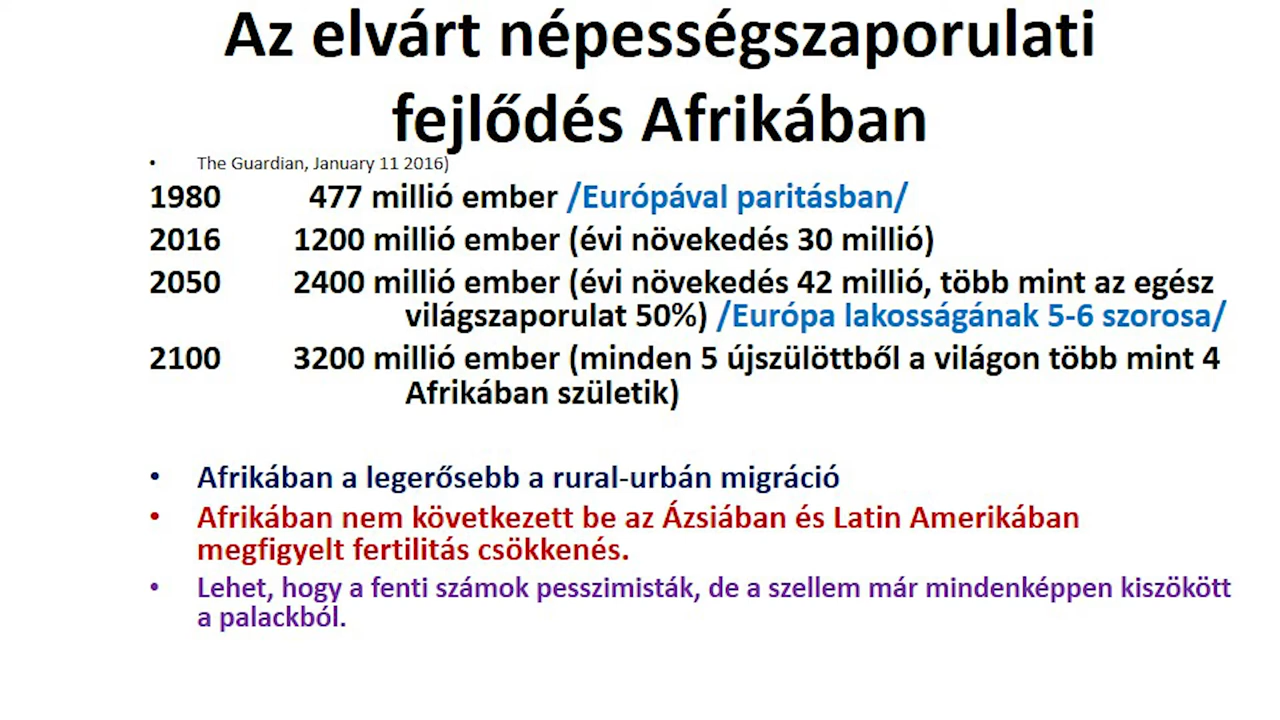 Az elvárt népességszaporulati
fejlődés Afrikában
• The Guardian, January 11 2016)
1980 477 millió ember /Európával paritásban/
2016 1200 millió ember (évi növekedés 30 millió)
2050 2400 millió ember (évi növekedés 42 millió, több mint az egész
világszaporulat 50%) /Európa lakosságának 5-6 szorosa/
2100 3200 millió ember (minden 5 újszülöttből a világon több mint 4
Afrikában születik)
• Afrikában a legerősebb a rural-urbán migráció
• Afrikában nem következett be az Ázsiában és Latin Amerikában
megfigyelt fertilitás csökkenés.
• Lehet, hogy a fenti számok pesszimisták, de a szellem már mindenképpen kiszökött
a palackból.